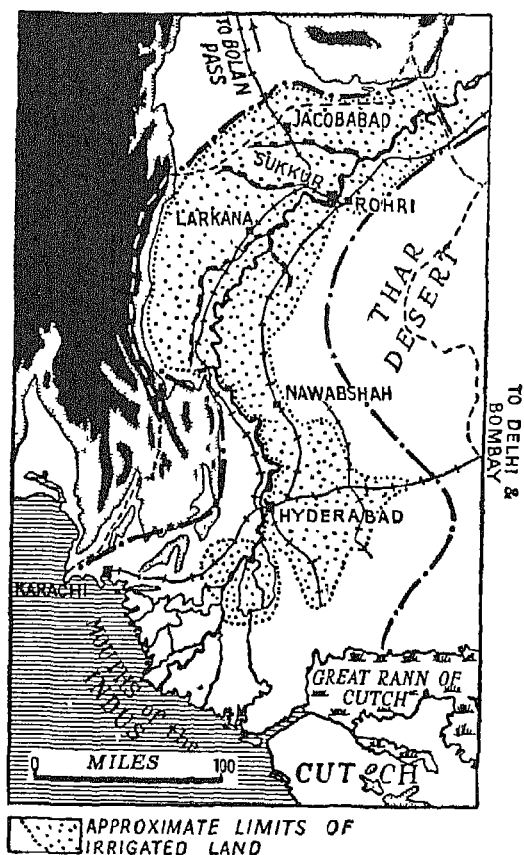 TO BOLAN
PASS
JACOBABAD
SUKKUR
ROHRI
LARKANA
THAR
DESERT
NAWABSHAH
TO DELHI &
BOMBAY
HYDERABAD
KARACHI
MOUTHS of the
INDUS
GREAT RANN OF
CUTCH
MILES
0 100
CUTCH
APPROXIMATE LIMITS OF
IRRIGATED LAND